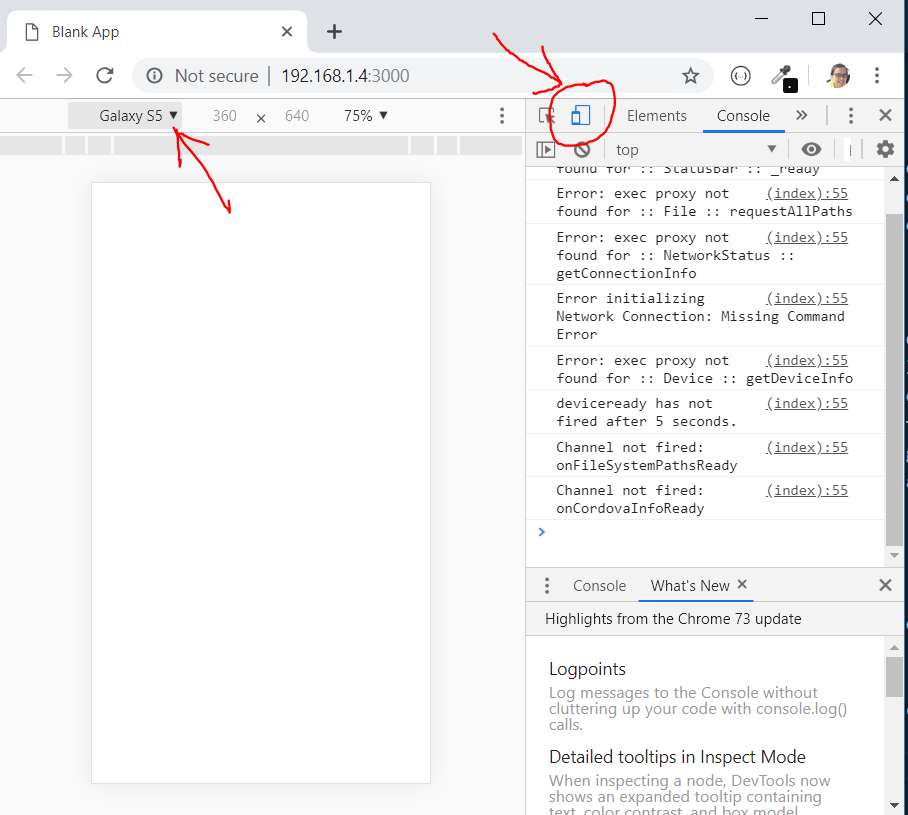 Blank App
Not secure | 192.168.1.4:3000
Galaxy S5 ▼ 360 × 640 75% ▼
Elements Console »
top ▼
found for :: StatusBar :: _ready
Error: exec proxy not (index):55
found for :: File :: requestAllPaths
Error: exec proxy not (index):55
found for :: NetworkStatus ::
getConnectionInfo
Error initializing (index):55
Network Connection: Missing Command
Error
Error: exec proxy not (index):55
found for :: Device :: getDeviceInfo
deviceready has not (index):55
fired after 5 seconds.
Channel not fired: (index):55
onFileSystemPathsReady
Channel not fired: (index):55
onCordovaInfoReady
Console What's New
Highlights from the Chrome 73 update
Logpoints
Log messages to the Console without
cluttering up your code with console.log()
calls.
Detailed tooltips in Inspect Mode
When inspecting a node, DevTools now
shows an expanded tooltip containing
text, color contrast, and box model